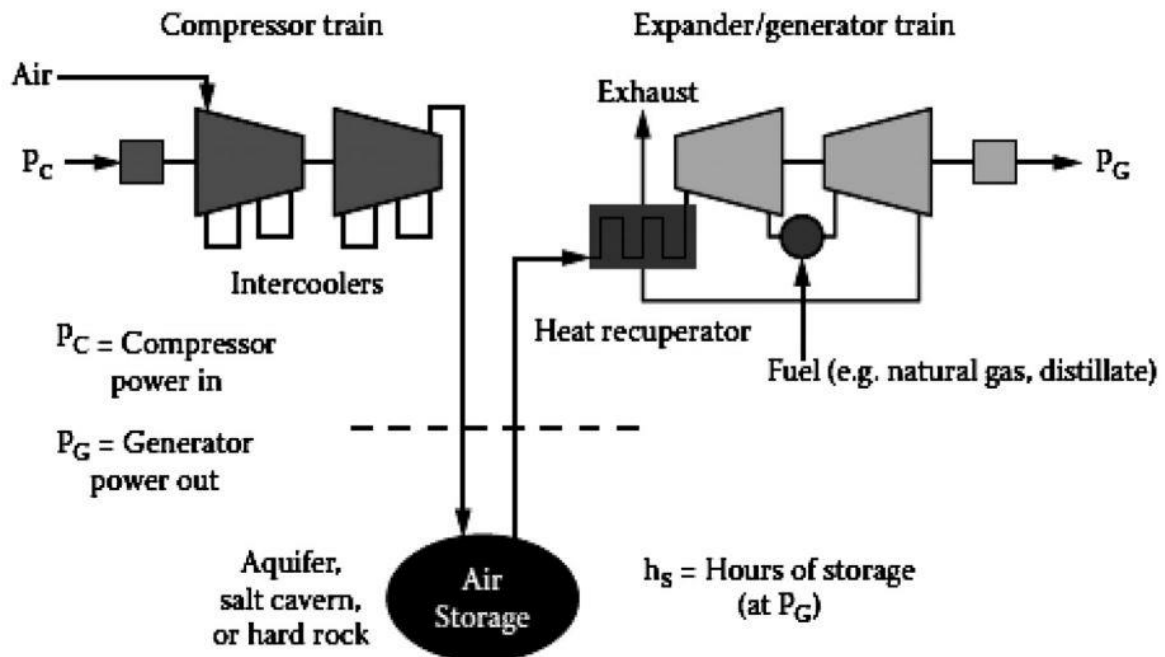 Compressor train
Expander/generator train
Air
Exhaust
P_C
P_G
Intercoolers
Heat recuperator
Fuel (e.g. natural gas, distillate)
P_C = Compressor
power in
P_G = Generator
power out
Aquifer,
salt cavern,
or hard rock
Air
Storage
h_s = Hours of storage
(at P_G)